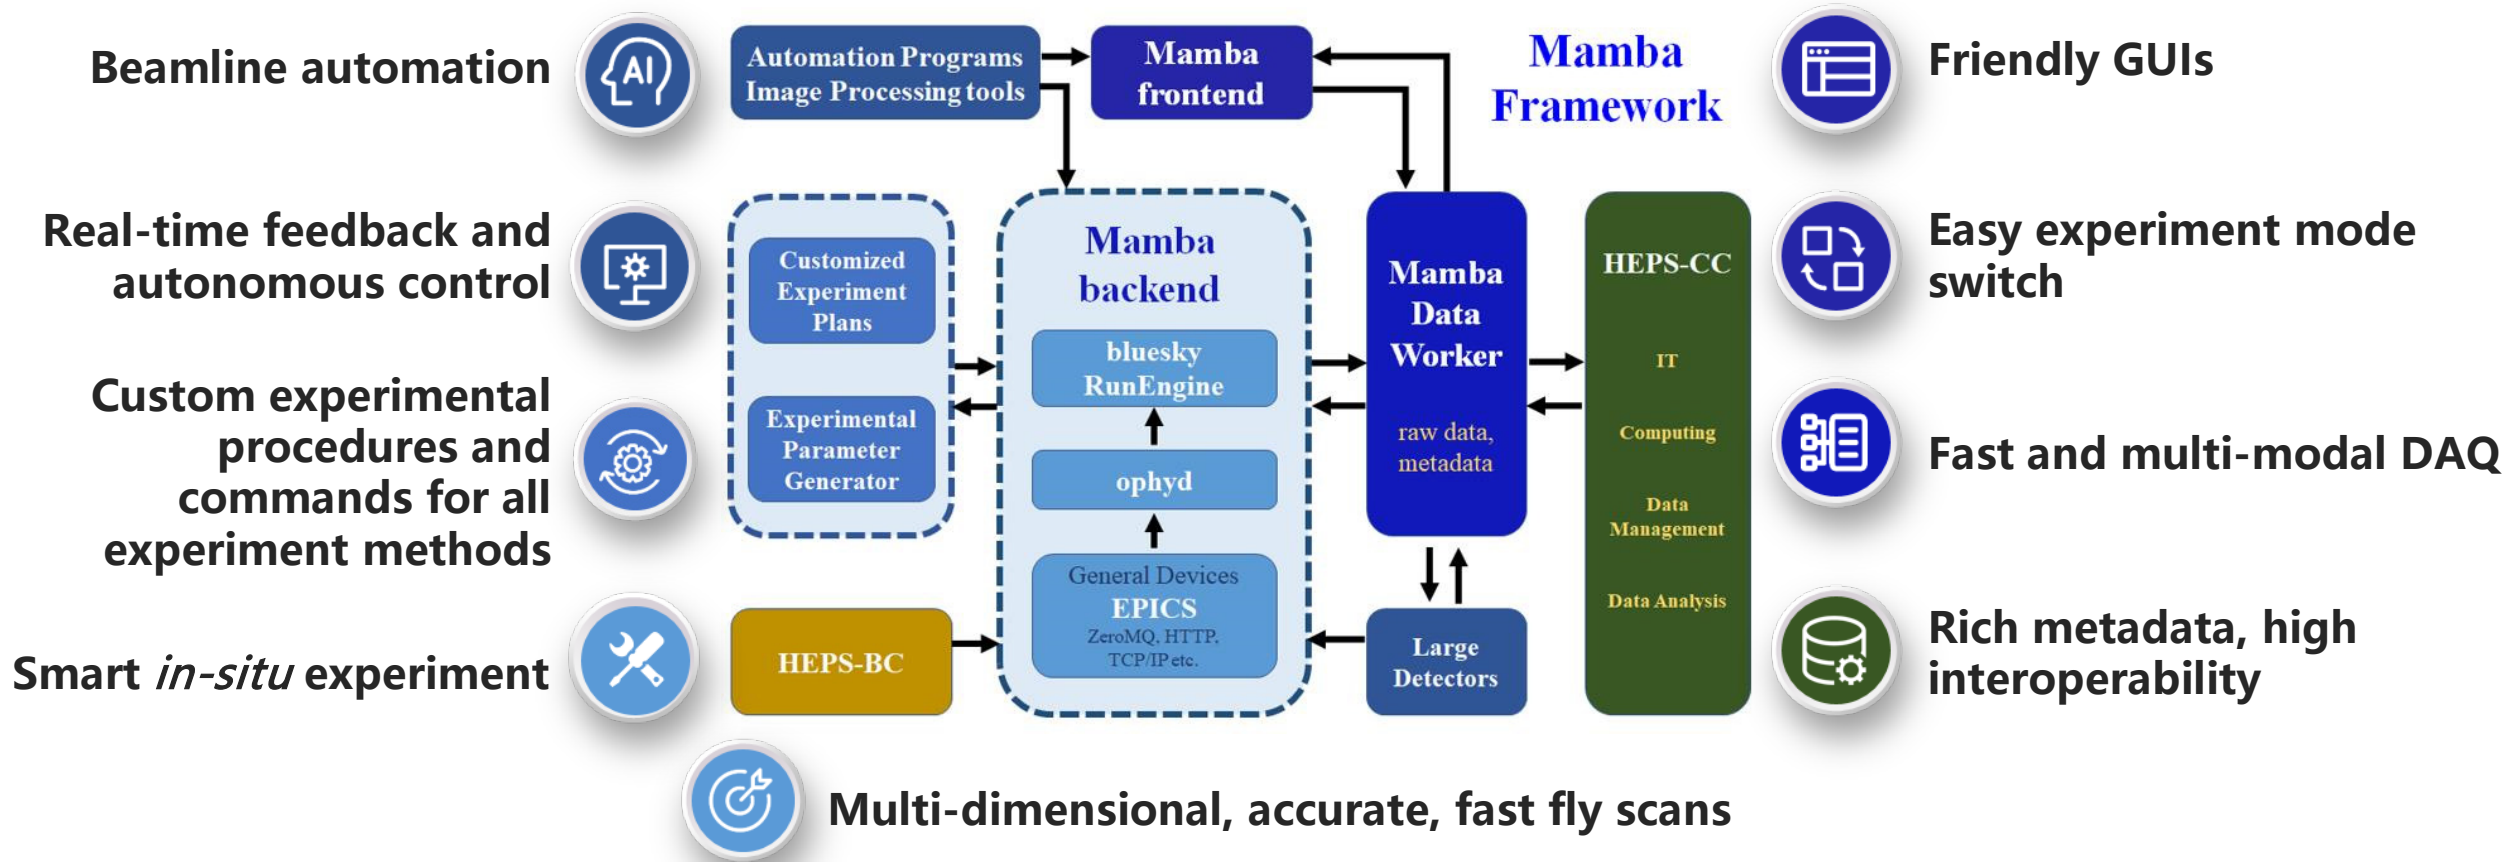 Beamline automation
Real-time feedback and
autonomous control
Custom experimental
procedures and
commands for all
experiment methods
Smart in-situ experiment
AI
Automation Programs
Image Processing tools
Mamba
frontend
Mamba
Framework
Customized
Experiment
Plans
Experimental
Parameter
Generator
HEPS-BC
Mamba
backend
bluesky
RunEngine
ophyd
General Devices
EPICS
ZeroMQ, HTTP,
TCP/IP etc.
Mamba
Data
Worker
raw data,
metadata
Large
Detectors
HEPS-CC
IT
Computing
Data
Management
Data Analysis
Friendly GUIs
Easy experiment mode
switch
Fast and multi-modal DAQ
Rich metadata, high
interoperability
Multi-dimensional, accurate, fast fly scans